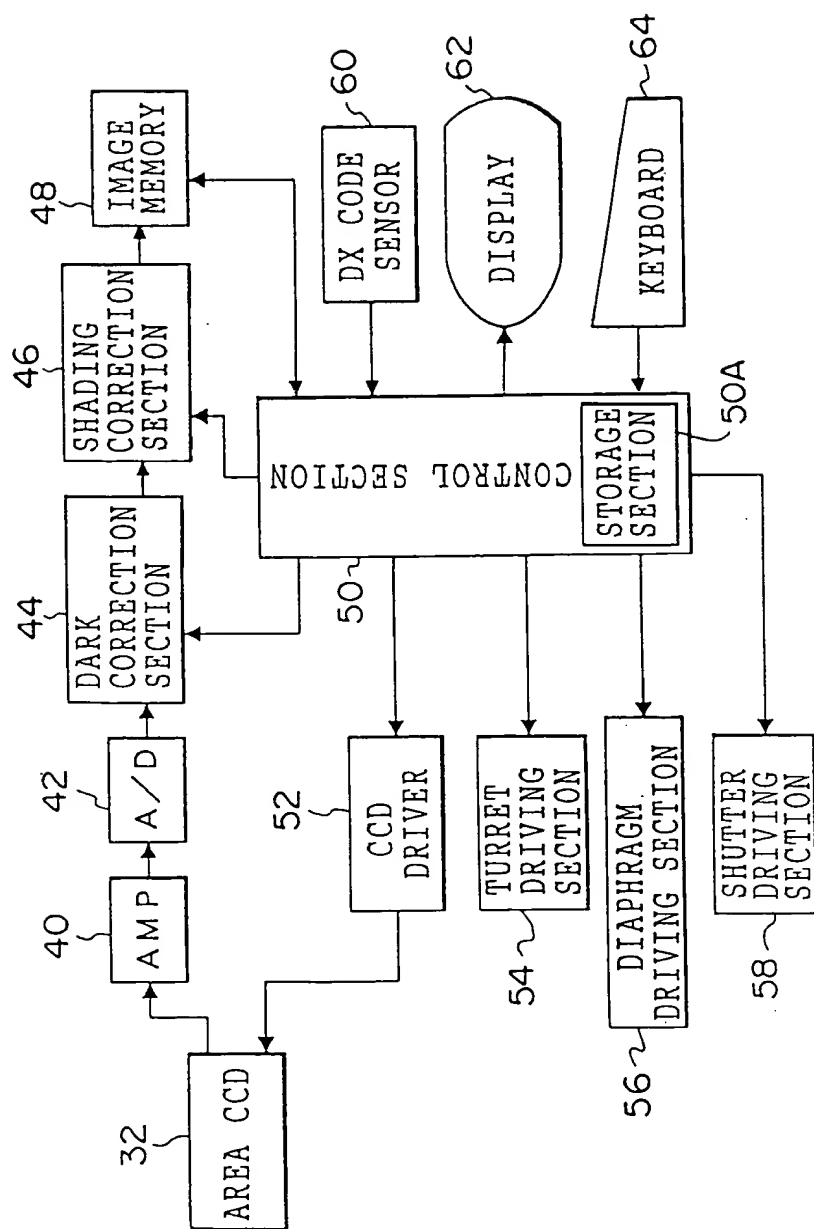 32
AREA CCD
40
AMP
42
A/D
44
DARK
CORRECTION
SECTION
46
SHADING
CORRECTION
SECTION
48
IMAGE
MEMORY
50
CONTROL SECTION
STORAGE
SECTION
50A
52
CCD
DRIVER
54
TURRET
DRIVING
SECTION
56
DIAPHRAGM
DRIVING SECTION
58
SHUTTER
DRIVING
SECTION
60
DX CODE
SENSOR
62
DISPLAY
64
KEYBOARD